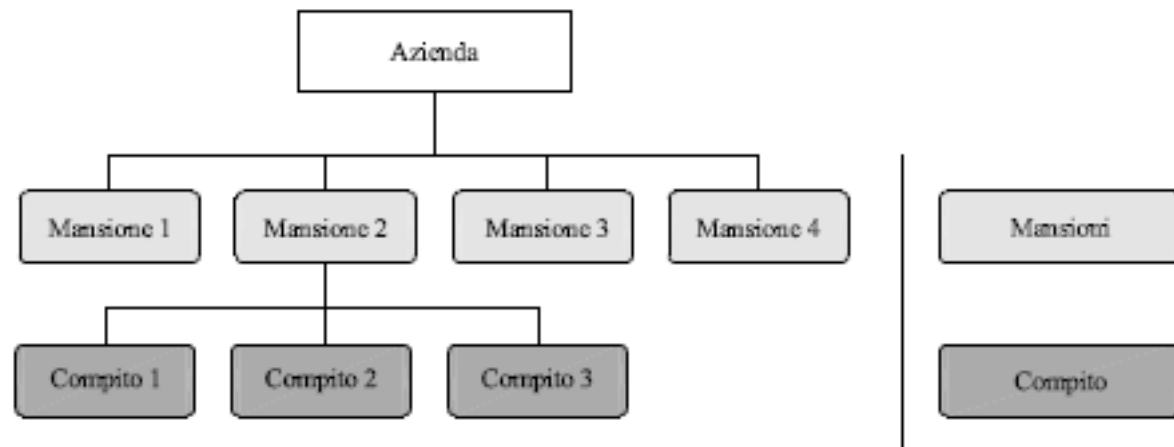 Azienda
Mansione 1
Mansione 2
Mansione 3
Mansione 4
Mansioni
Compito 1
Compito 2
Compito 3
Compito